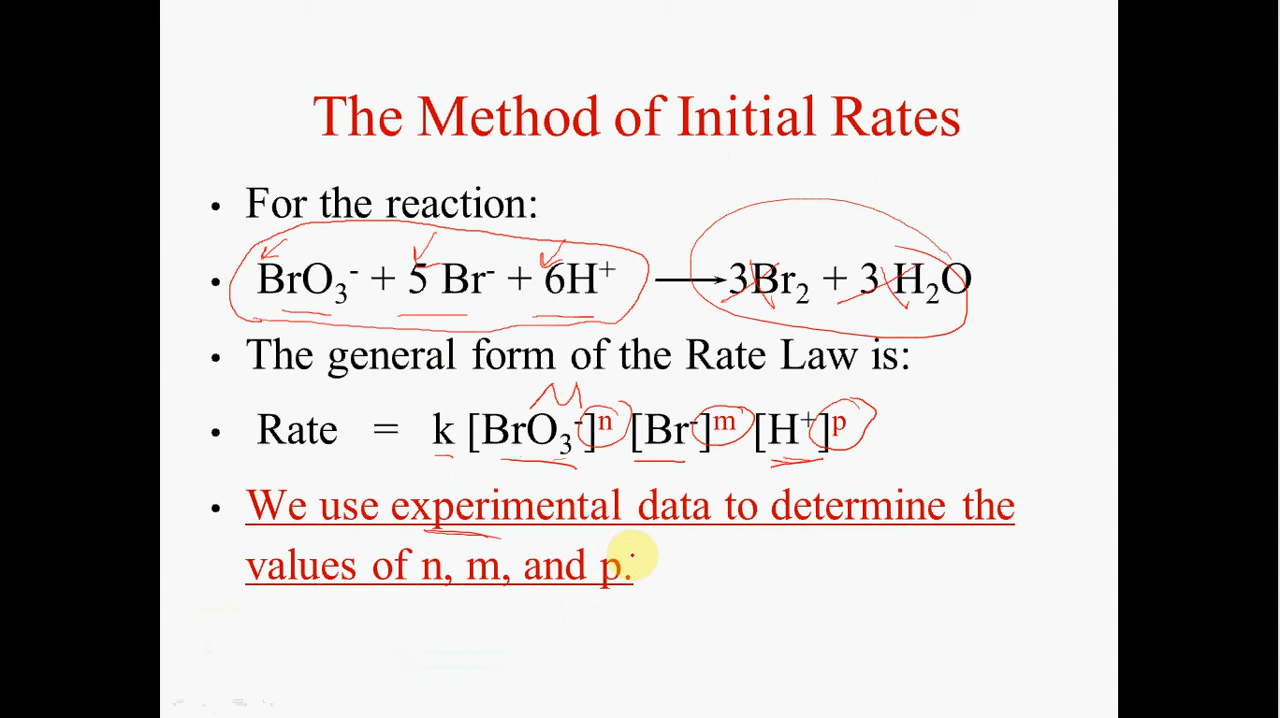 The Method of Initial Rates
• For the reaction:
• BrO₃⁻ + 5 Br⁻ + 6H⁺ ⟶ 3Br₂ + 3 H₂O
• The general form of the Rate Law is:
M
• Rate = k [BrO₃⁻]ⁿ [Br⁻]ᵐ [H⁺]ᵖ
• We use experimental data to determine the
values of n, m, and p.